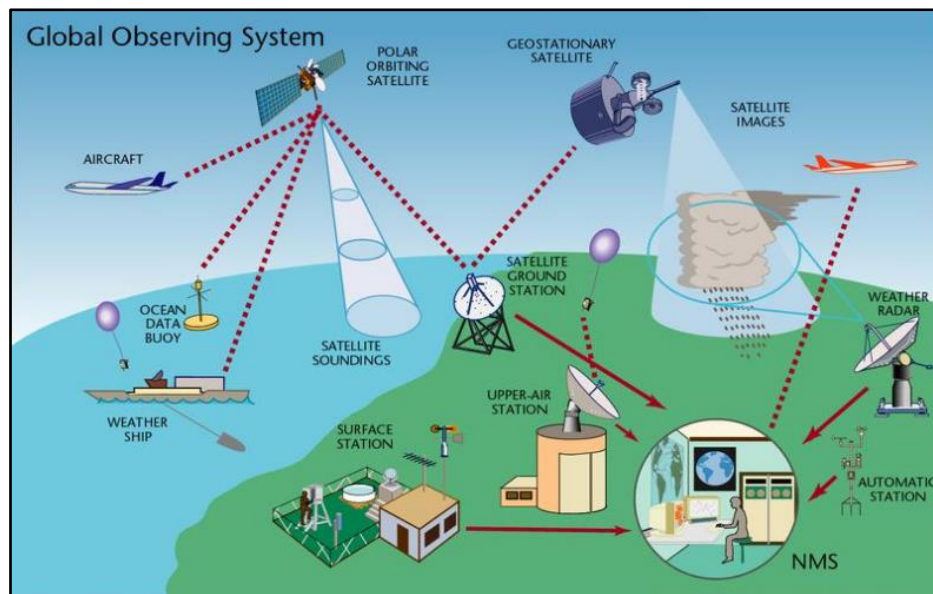 Global Observing System
POLAR
ORBITING
SATELLITE
GEOSTATIONARY
SATELLITE
SATELLITE
IMAGES
AIRCRAFT
SATELLITE
GROUND
STATION
OCEAN
DATA
BUOY
SATELLITE
SOUNDINGS
WEATHER
RADAR
WEATHER
SHIP
UPPER-AIR
STATION
SURFACE
STATION
AUTOMATIC
STATION
NMS